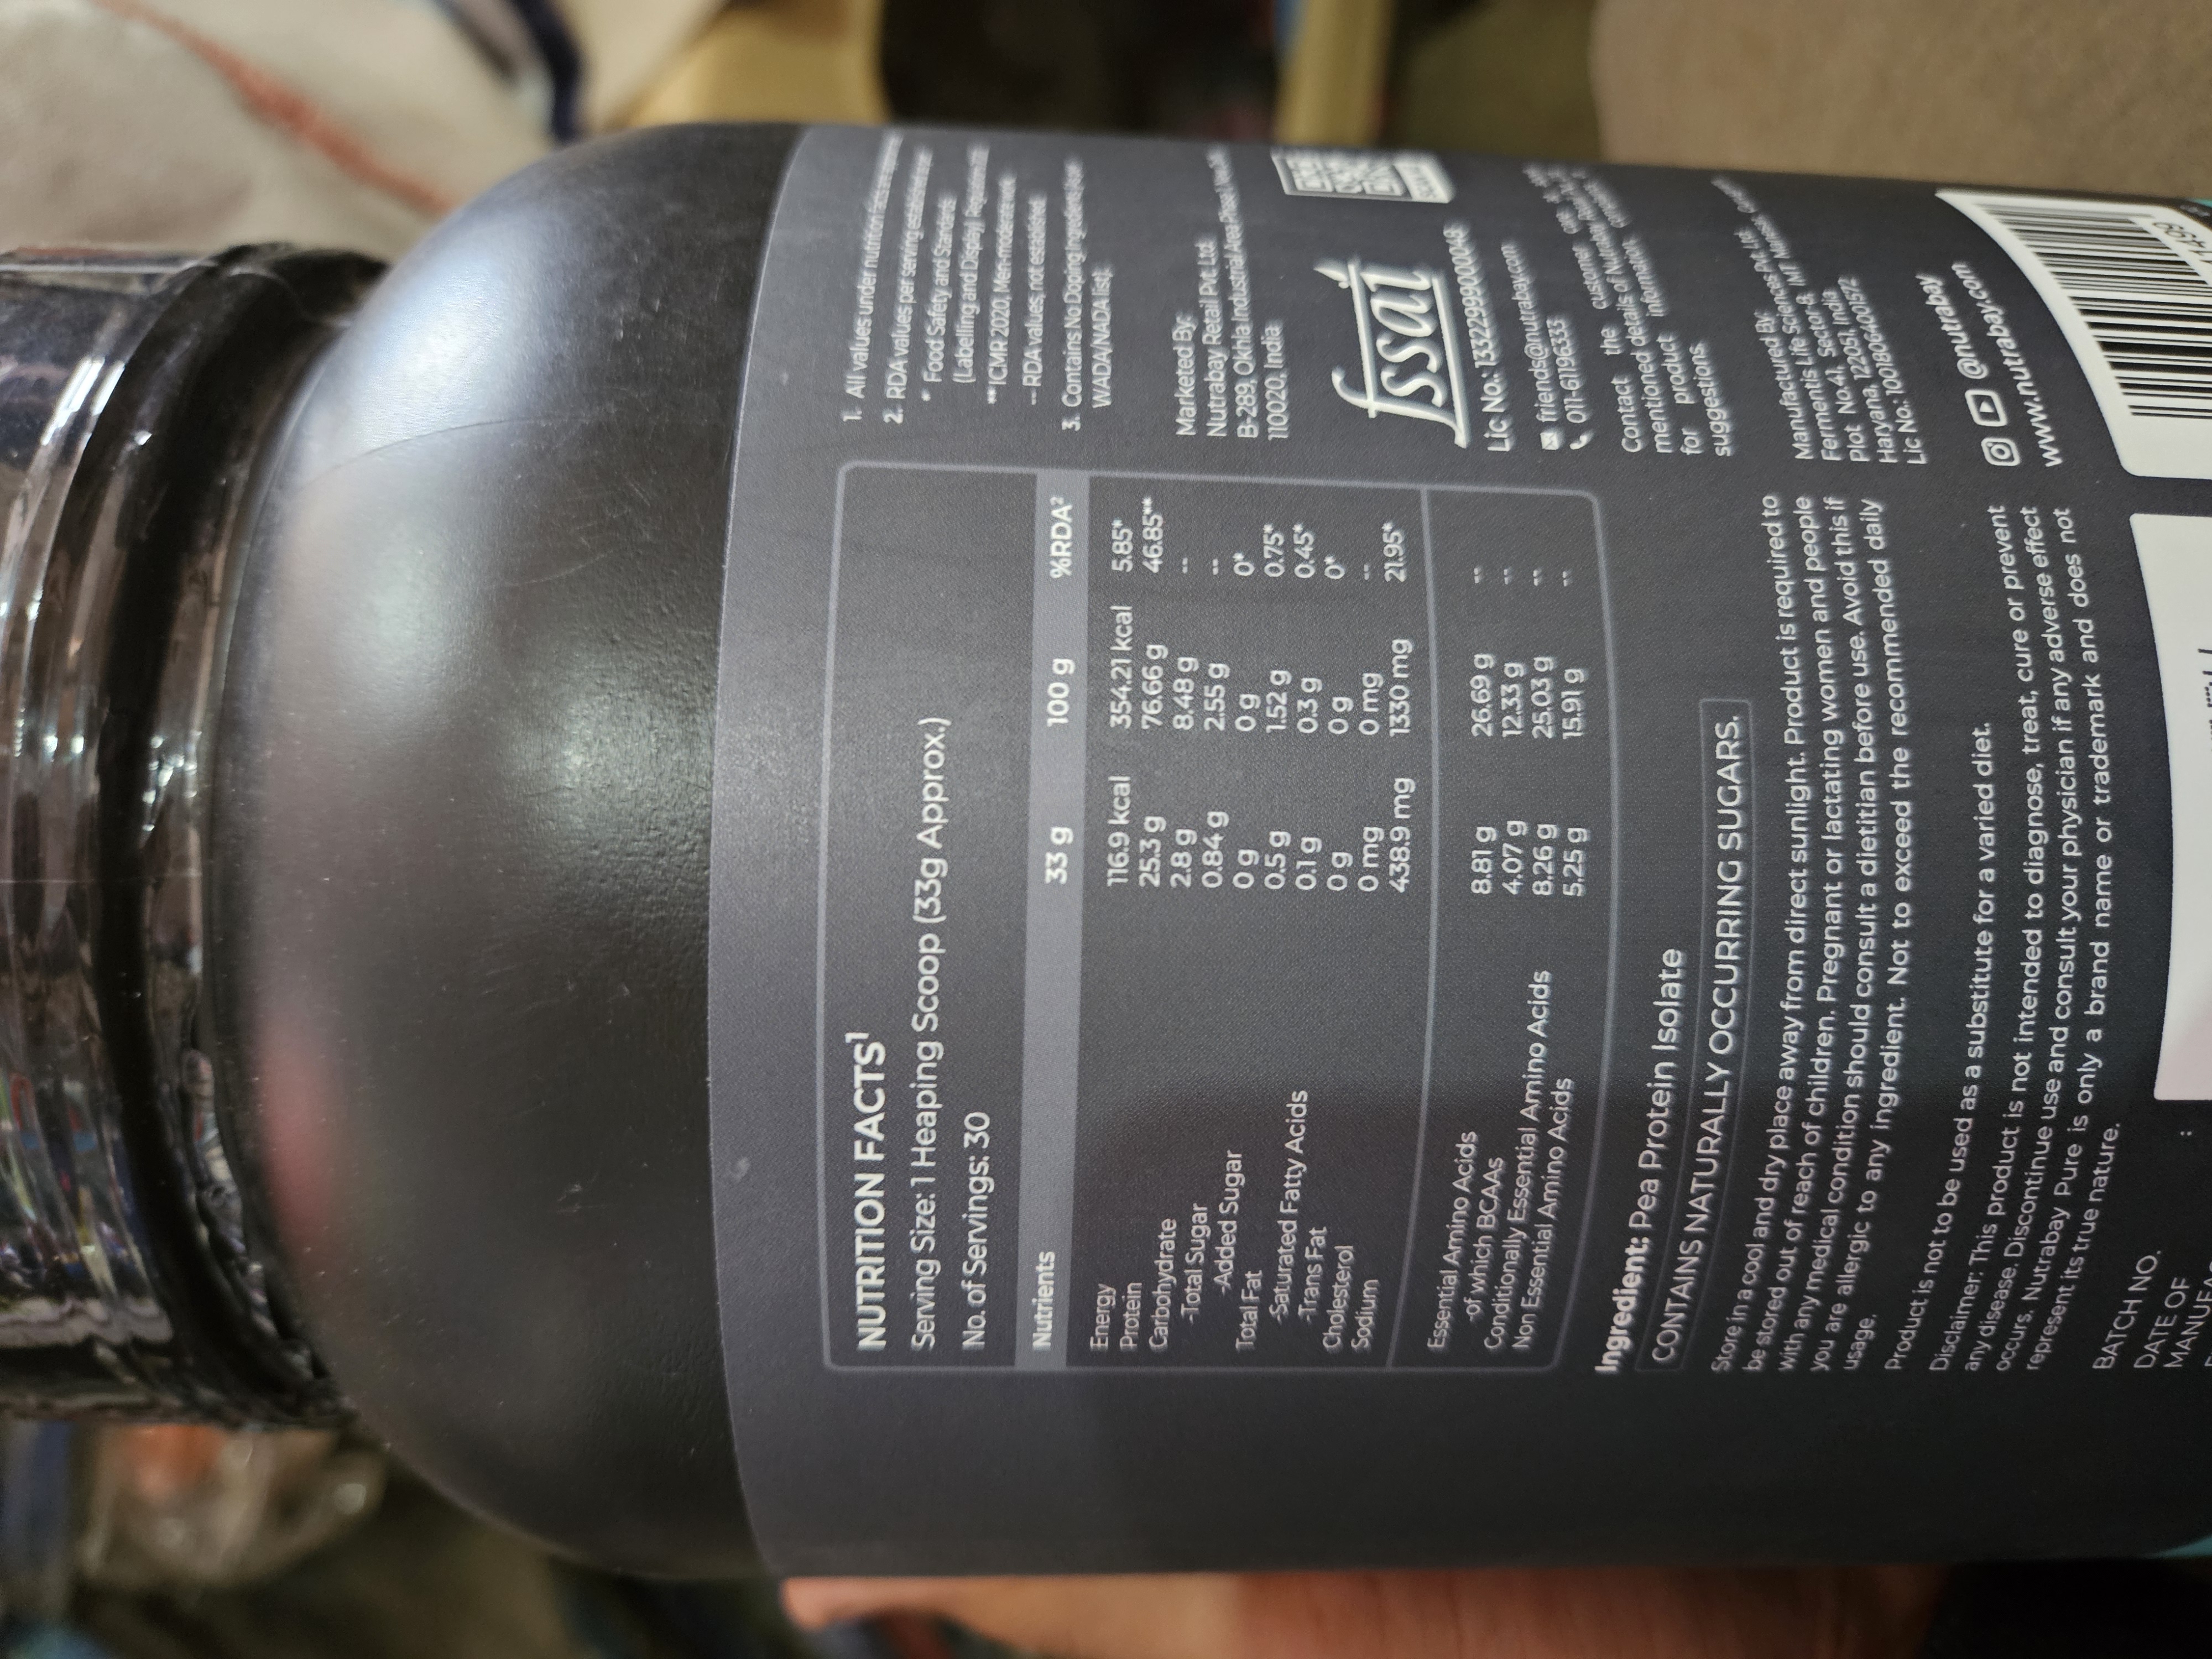 NUTRITION FACTS¹
Serving Size: 1 Heaping Scoop (33g Approx.)
No. of Servings: 30
Nutrients 33 g 100 g %RDA²
Energy 116.9 kcal 354.21 kcal 5.85*
Protein 25.3 g 76.66 g 46.85**
Carbohydrate 2.8 g 8.48 g --
-Total Sugar 0.84 g 2.55 g --
-Added Sugar 0 g 0 g 0*
Total Fat 0.5 g 1.52 g 0.75*
-Saturated Fatty Acids 0.1 g 0.3 g 0.45*
-Trans Fat 0 g 0 g 0*
Cholesterol 0 mg 0 mg --
Sodium 438.9 mg 1330 mg 21.95*
Essential Amino Acids 8.81 g 26.69 g --
-of which BCAAs 4.07 g 12.33 g --
Conditionally Essential Amino Acids 8.26 g 25.03 g --
Non Essential Amino Acids 5.25 g 15.91 g --
Ingredient: Pea Protein Isolate
CONTAINS NATURALLY OCCURRING SUGARS.
Store in a cool and dry place away from direct sunlight. Product is required to
be stored out of reach of children. Pregnant or lactating women and people
with any medical condition should consult a dietitian before use. Avoid this if
you are allergic to any ingredient. Not to exceed the recommended daily
usage.
Product is not to be used as a substitute for a varied diet.
Disclaimer: This product is not intended to diagnose, treat, cure or prevent
any disease. Discontinue use and consult your physician if any adverse effect
occurs. Nutrabay Pure is only a brand name or trademark and does not
represent its true nature.
BATCH NO.
DATE OF :
1. All values under nutrition
2. RDA values per serving
* Food Safety and Standards
(Labelling and Display)
**ICMR 2020, Men moderate
-- RDA values, not established
3. Contains No Doping Ingredient
WADA/NADA list.
Marketed By:
Nutrabay Retail Pvt. Ltd.
B-289, Okhla Industrial Area
110020, India
fssai
Lic No.: 13322999000048
friends@nutrabay.com
011-61196333
Contact the customer
mentioned details of Nutrabay
for product information
suggestions.
Manufactured By:
Fermentis Life Sciences Pvt. Ltd.
Plot No. 41, Sector-8, IMT
Haryana, 122051, India
Lic No.: 10018064001572
@nutrabay
www.nutrabay.com